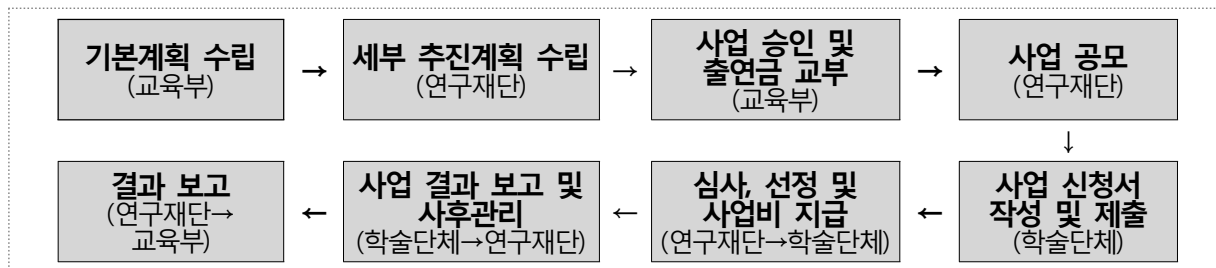 기본계획 수립
(교육부)
→
세부 추진계획 수립
(연구재단)
→
사업 승인 및
출연금 교부
(교육부)
→
사업 공모
(연구재단)
↓
사업 신청서
작성 및 제출
(학술단체)
←
심사, 선정 및
사업비 지급
(연구재단→학술단체)
←
사업 결과 보고 및
사후관리
(학술단체→연구재단)
←
결과 보고
(연구재단→
교육부)